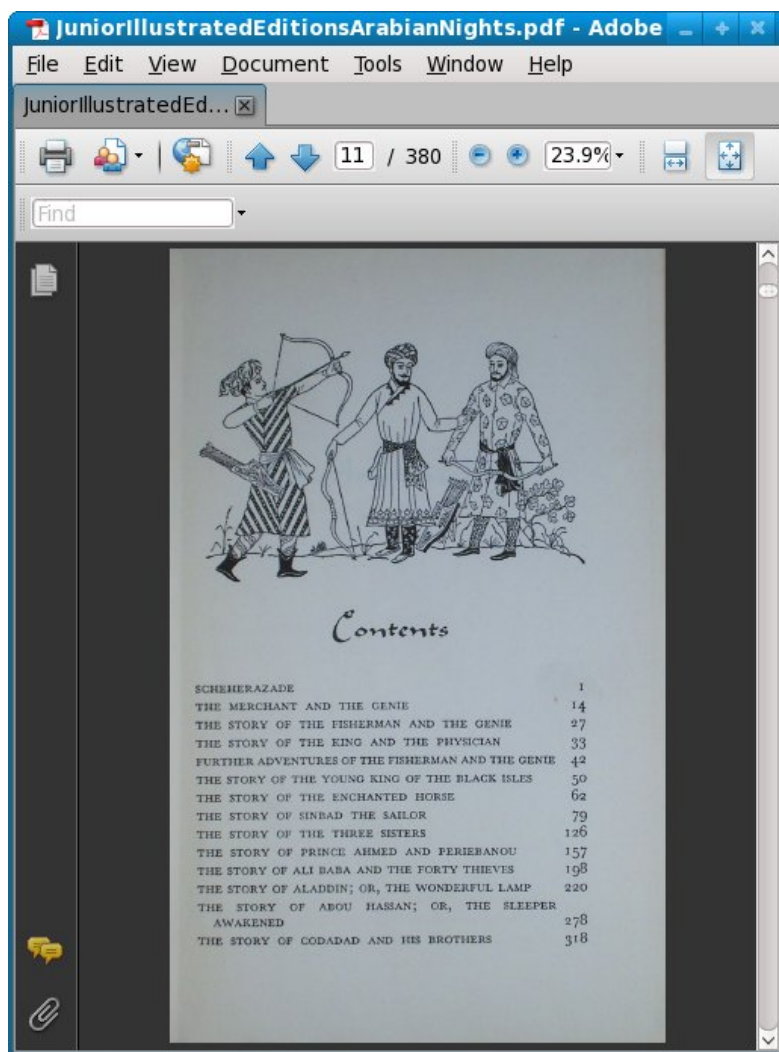 JuniorIllustratedEditionsArabianNights.pdf - Adobe
File Edit View Document Tools Window Help
JuniorIllustratedEd...
11 / 380 23.9%
Find
Contents
SCHEHERAZADE 1
THE MERCHANT AND THE GENIE 14
THE STORY OF THE FISHERMAN AND THE GENIE 27
THE STORY OF THE KING AND THE PHYSICIAN 33
FURTHER ADVENTURES OF THE FISHERMAN AND THE GENIE 42
THE STORY OF THE YOUNG KING OF THE BLACK ISLES 50
THE STORY OF THE ENCHANTED HORSE 62
THE STORY OF SINBAD THE SAILOR 79
THE STORY OF THE THREE SISTERS 126
THE STORY OF PRINCE AHMED AND PERIEBANOU 157
THE STORY OF ALI BABA AND THE FORTY THIEVES 198
THE STORY OF ALADDIN; OR, THE WONDERFUL LAMP 220
THE STORY OF ABOU HASSAN; OR, THE SLEEPER
AWAKENED 278
THE STORY OF CODADAD AND HIS BROTHERS 318